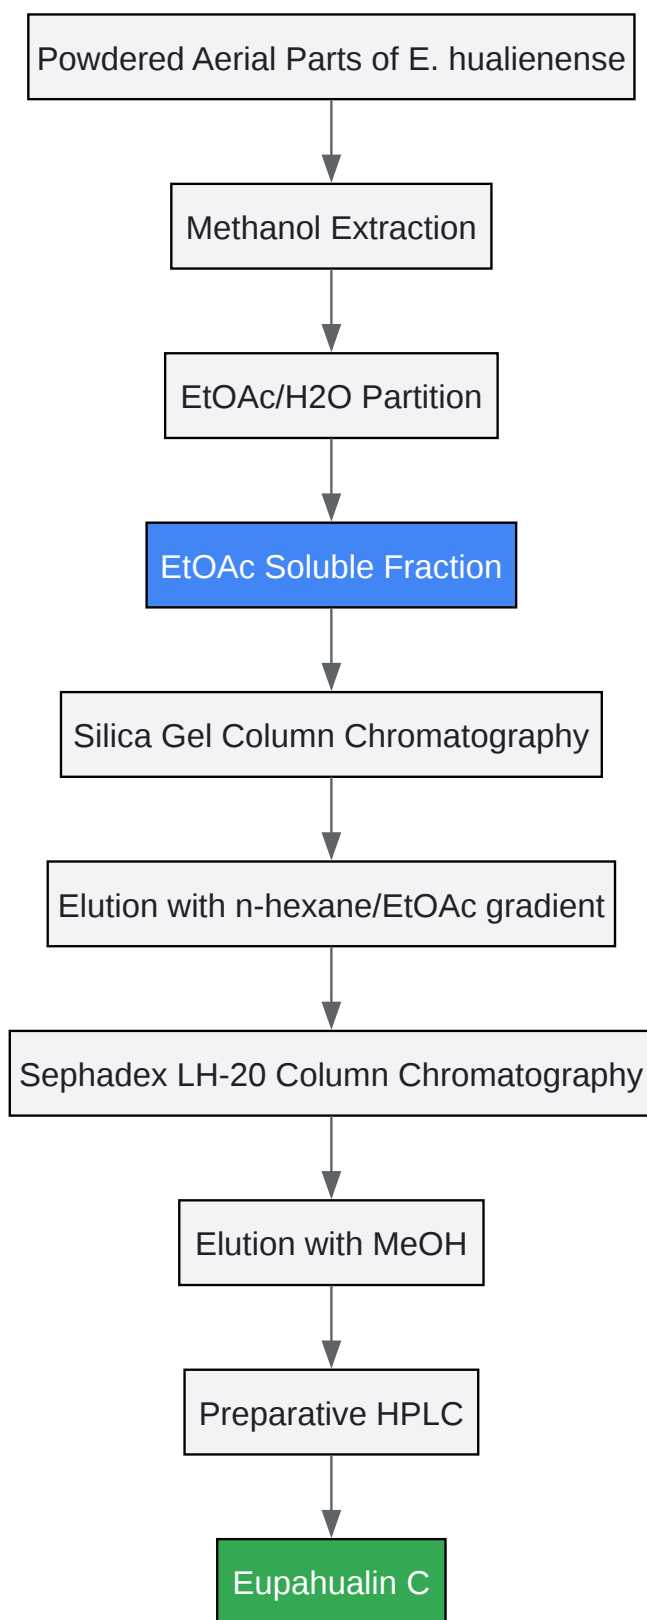 Powdered Aerial Parts of E. hualienense
Methanol Extraction
EtOAc/H2O Partition
EtOAc Soluble Fraction
Silica Gel Column Chromatography
Elution with n-hexane/EtOAc gradient
Sephadex LH-20 Column Chromatography
Elution with MeOH
Preparative HPLC
Eupahualin C